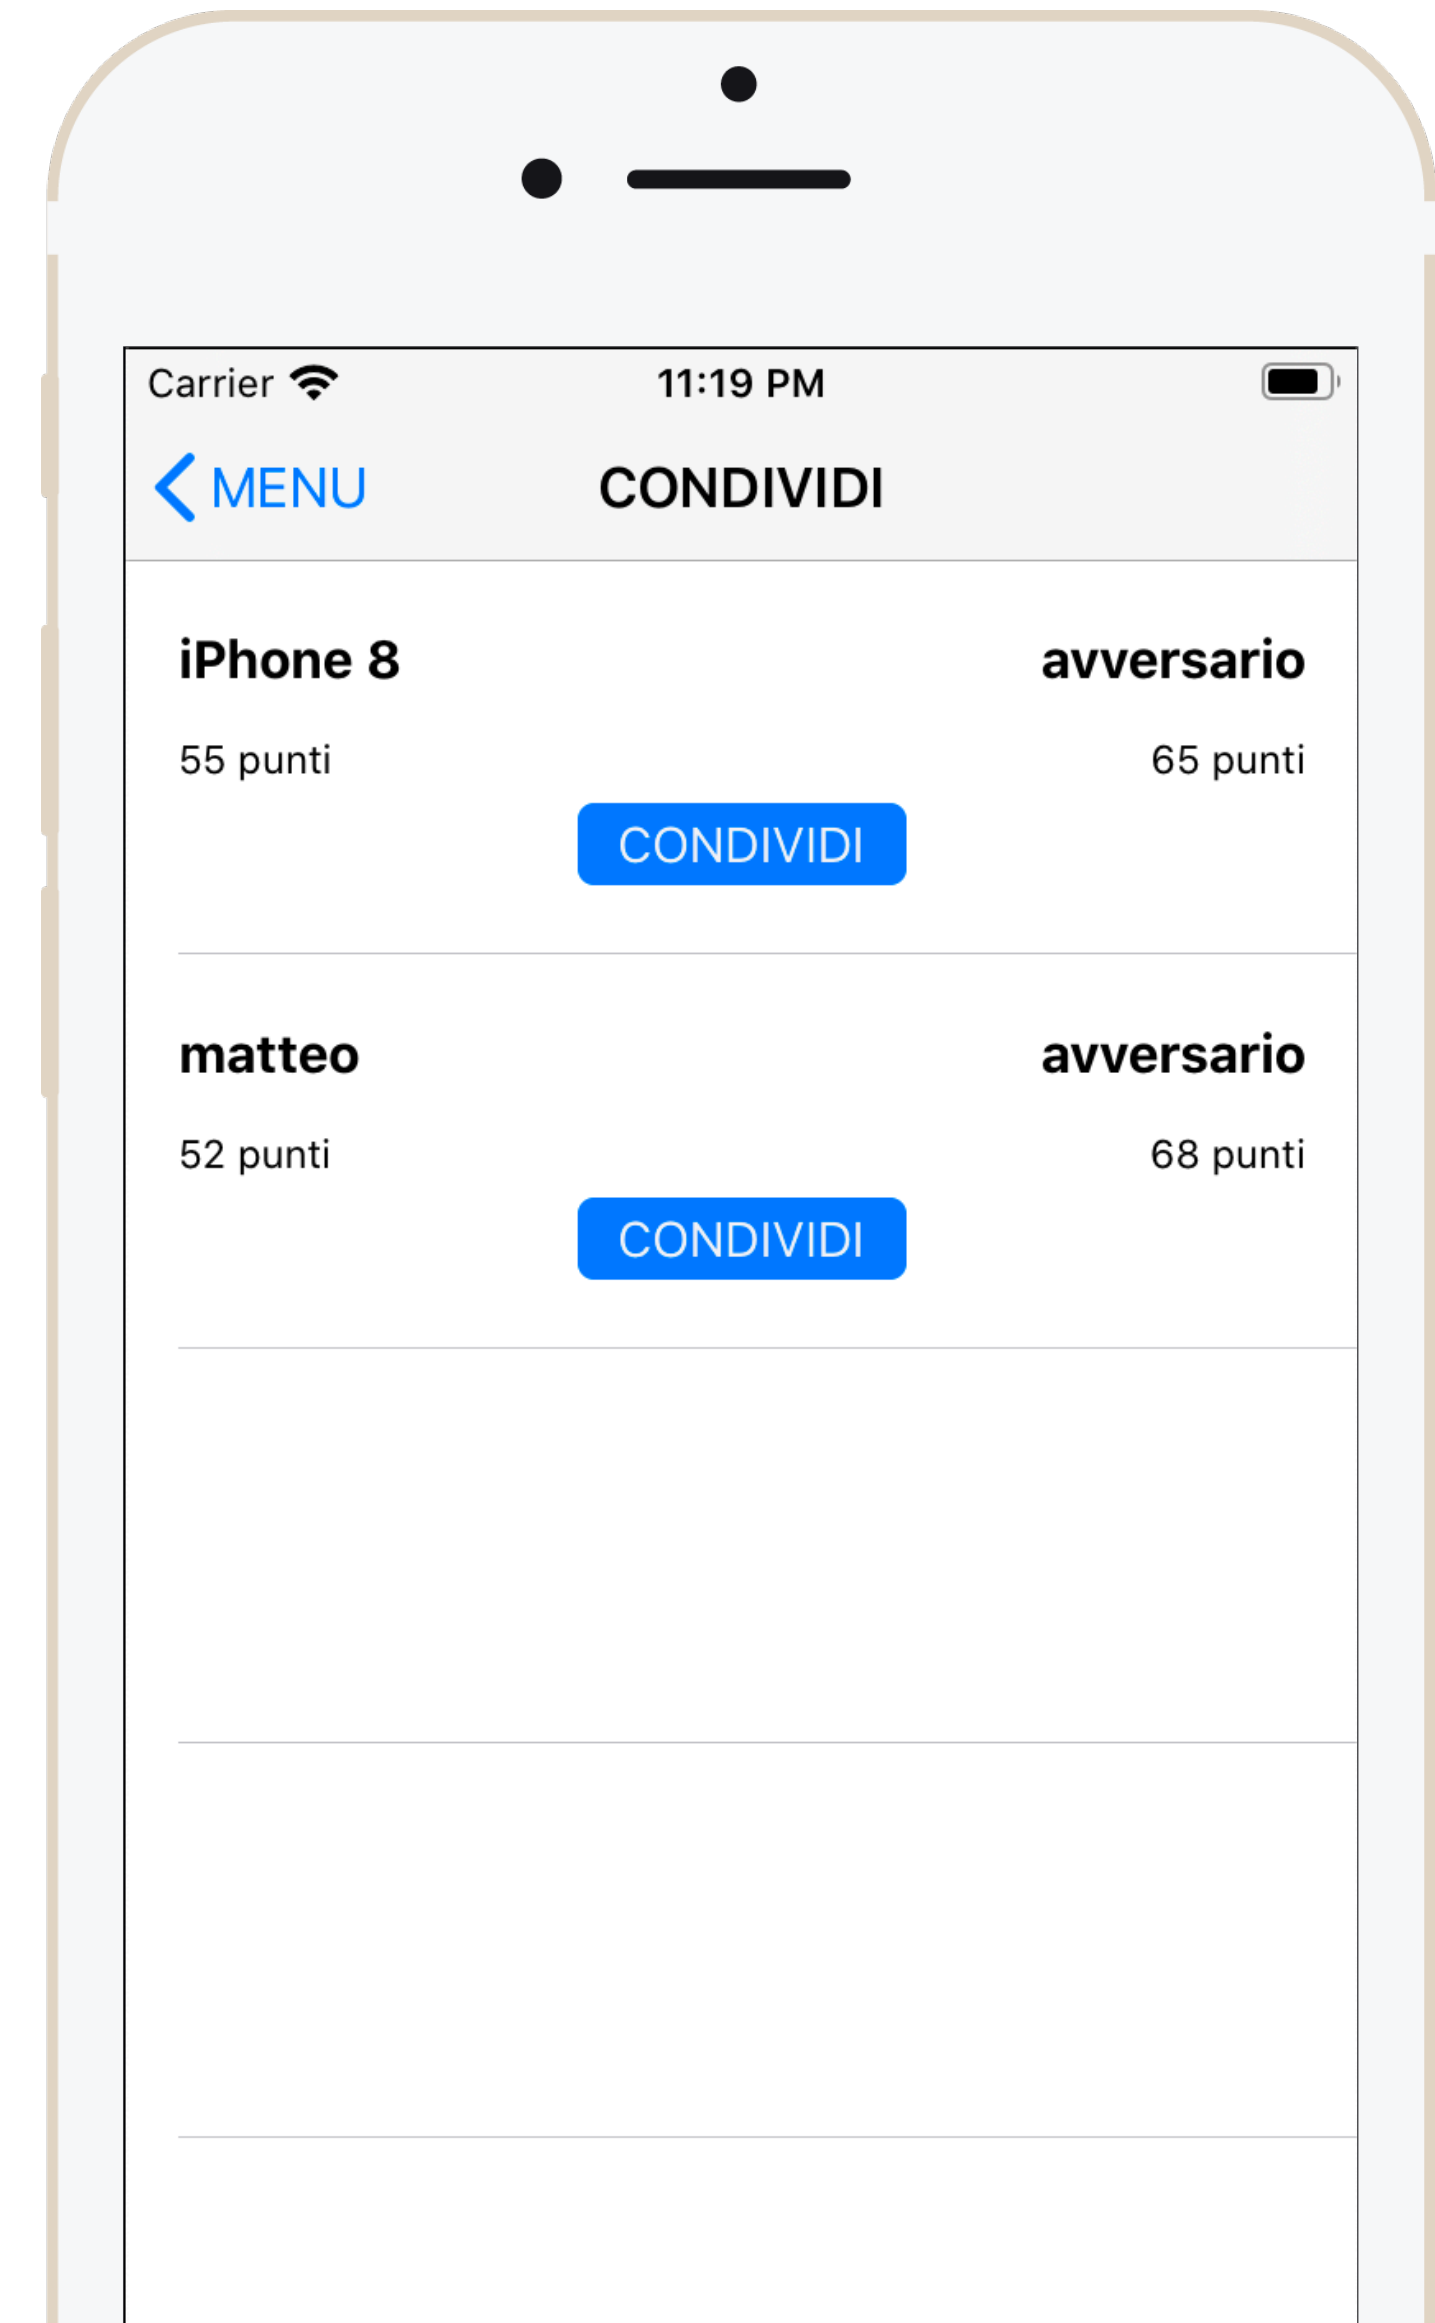 Carrier 11:19 PM
MENU CONDIVIDI
iPhone 8 avversario
55 punti 65 punti
CONDIVIDI
matteo avversario
52 punti 68 punti
CONDIVIDI